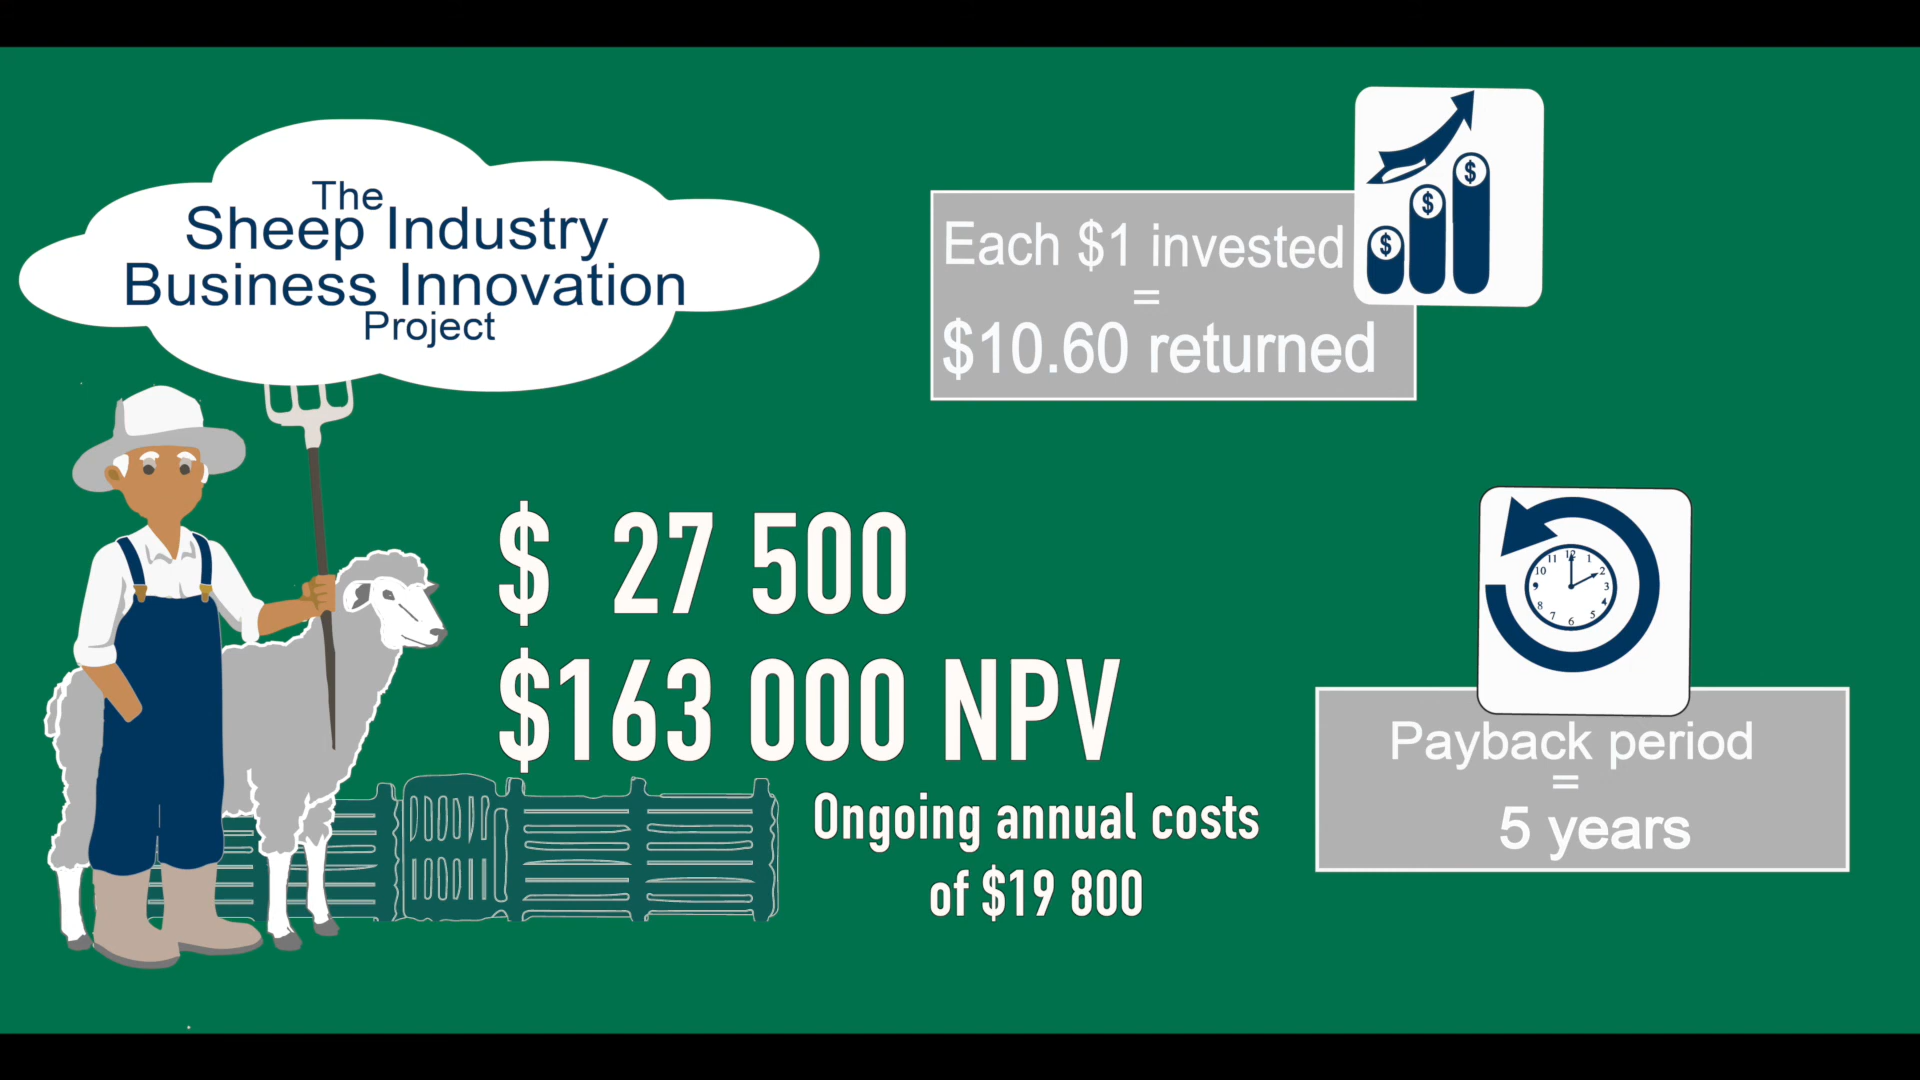 The
Sheep Industry
Business Innovation
Project
Each $1 invested
=
$10.60 returned
$ 27 500
$163 000 NPV
Ongoing annual costs
of $19 800
Payback period
=
5 years